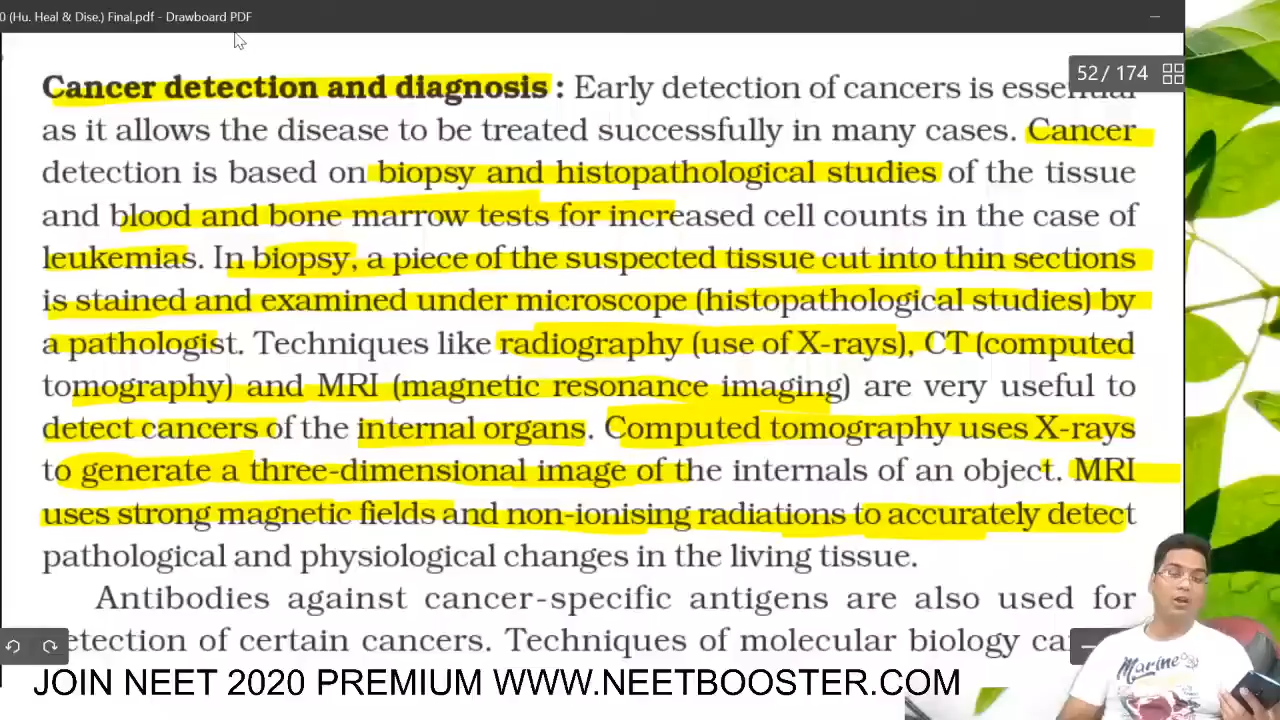 0 (Hu. Heal & Dise.) Final.pdf - Drawboard PDF
52 / 174
Cancer detection and diagnosis : Early detection of cancers is essential
as it allows the disease to be treated successfully in many cases. Cancer
detection is based on biopsy and histopathological studies of the tissue
and blood and bone marrow tests for increased cell counts in the case of
leukemias. In biopsy, a piece of the suspected tissue cut into thin sections
is stained and examined under microscope (histopathological studies) by
a pathologist. Techniques like radiography (use of X-rays), CT (computed
tomography) and MRI (magnetic resonance imaging) are very useful to
detect cancers of the internal organs. Computed tomography uses X-rays
to generate a three-dimensional image of the internals of an object. MRI
uses strong magnetic fields and non-ionising radiations to accurately detect
pathological and physiological changes in the living tissue.
Antibodies against cancer-specific antigens are also used for
etection of certain cancers. Techniques of molecular biology ca
JOIN NEET 2020 PREMIUM WWW.NEETBOOSTER.COM
Marine